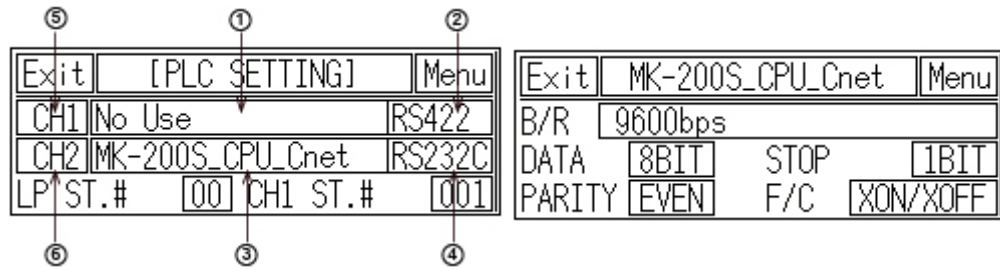 ⑤ ① ②
Exit [PLC SETTING] Menu
CH1 No Use RS422
CH2 MK-200S_CPU_Cnet RS232C
LP ST.# 00 CH1 ST.# 001
⑥ ③ ④
Exit MK-200S_CPU_Cnet Menu
B/R 9600bps
DATA 8BIT STOP 1BIT
PARITY EVEN F/C XON/XOFF